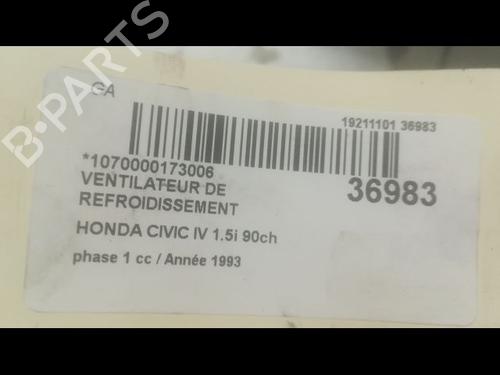 GA
19211101 36983
*1070000173006
36983
VENTILATEUR DE
REFROIDISSEMENT
HONDA CIVIC IV 1.5i 90ch
phase 1 cc / Année 1993
B-PARTS